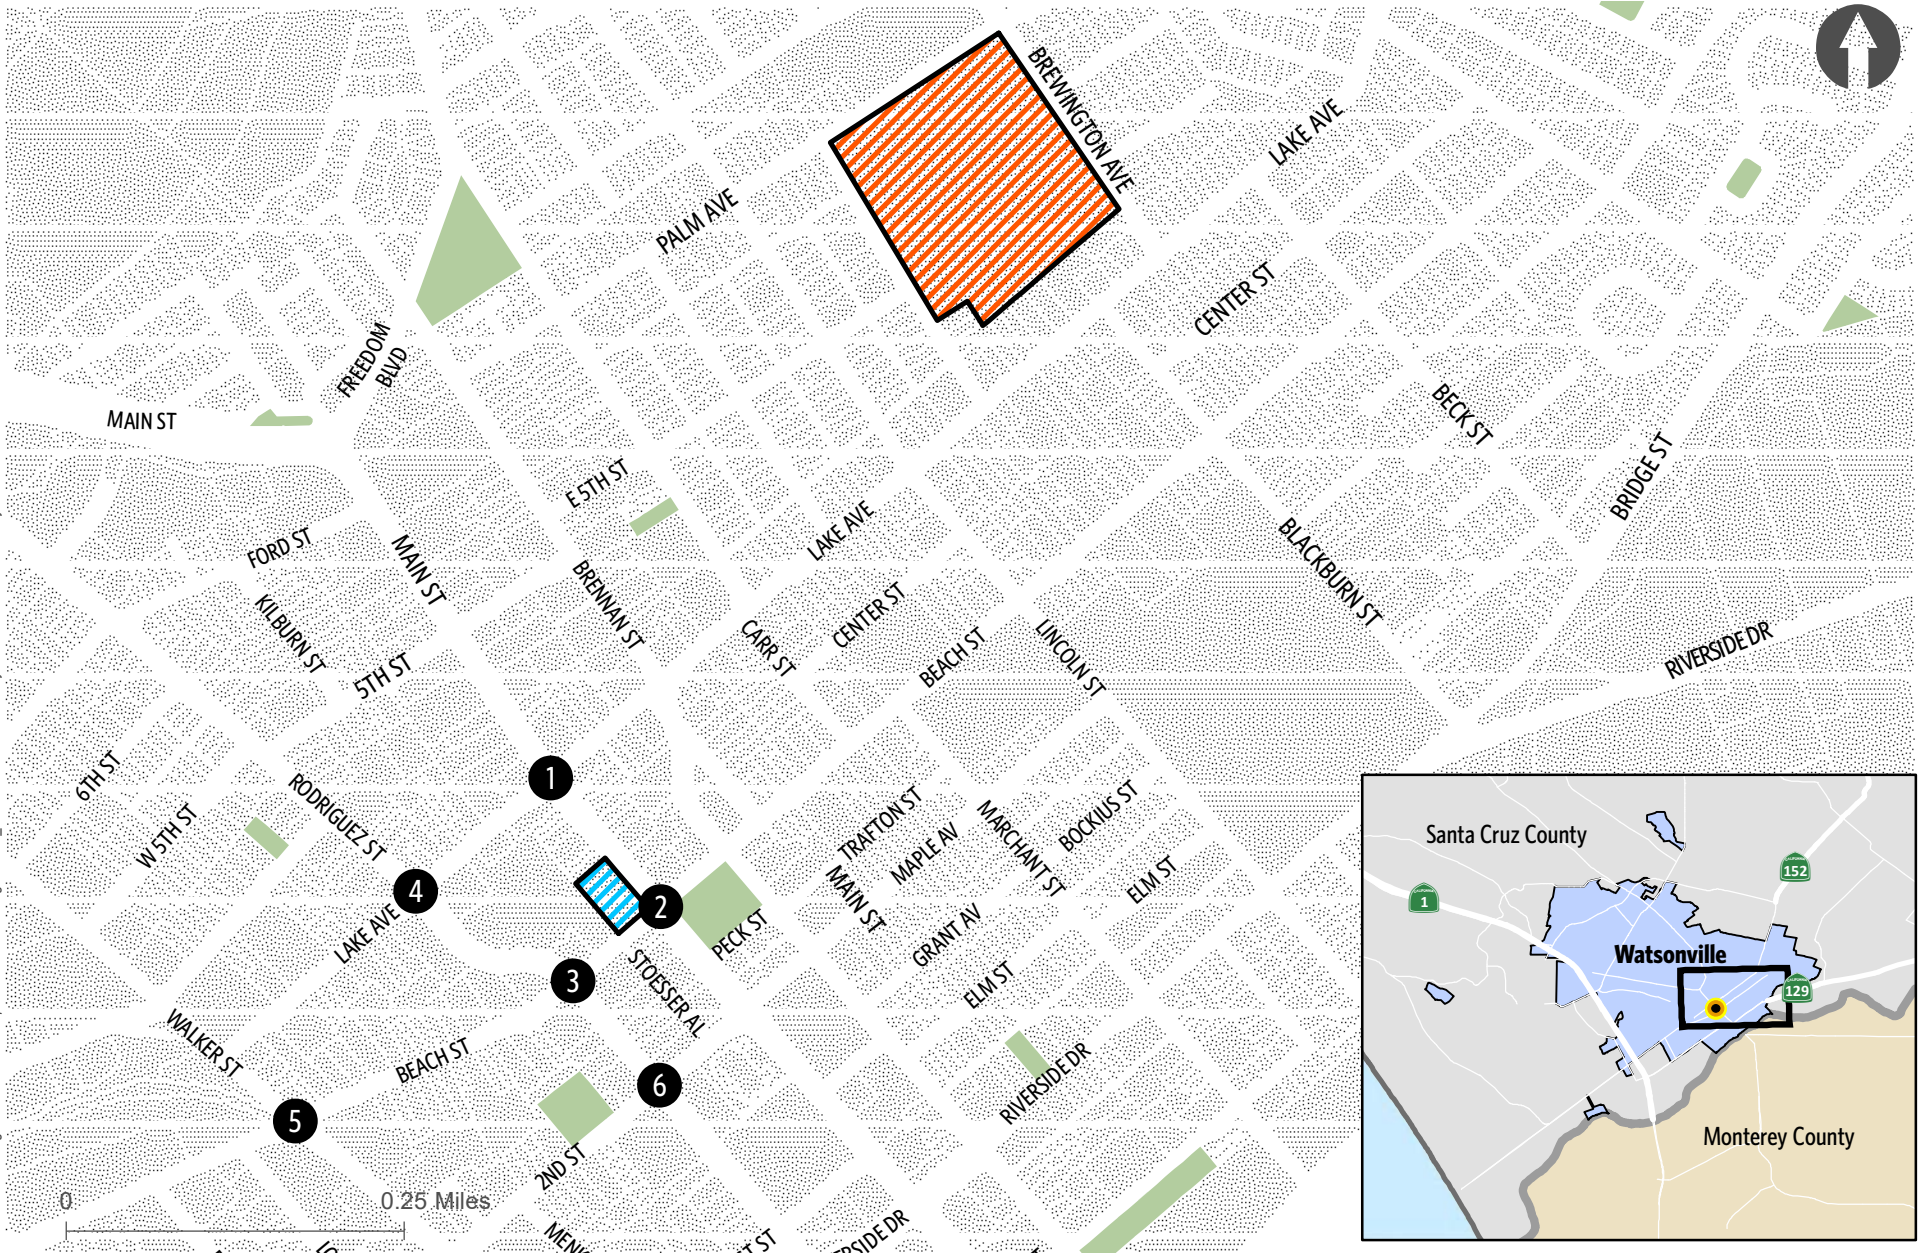 BREWINGTON AVE
LAKE AVE
PALM AVE
CENTER ST
FREEDOM
BLVD
MAIN ST
BECK ST
BRIDGE ST
E 5TH ST
LAKE AVE
FORD ST
MAIN ST
BLACKBURN ST
BRENNAN ST
KILBURN ST
CENTER ST
CARR ST
BEACH ST
LINCOLN ST
RIVERSIDE DR
5TH ST
6TH ST
1
RODRIGUEZ ST
W 5TH ST
TRAFTON ST
MAPLE AV
MARCHANT ST
BOCKIUS ST
ELM ST
MAIN ST
4
2
LAKE AVE
PECK ST
GRANT AV
3
STOESSER AL
ELM ST
WALKER ST
BEACH ST
6
RIVERSIDE DR
5
2ND ST
0
0.25 Miles
Santa Cruz County
CALIFORNIA
152
CALIFORNIA
1
Watsonville
CALIFORNIA
129
Monterey County